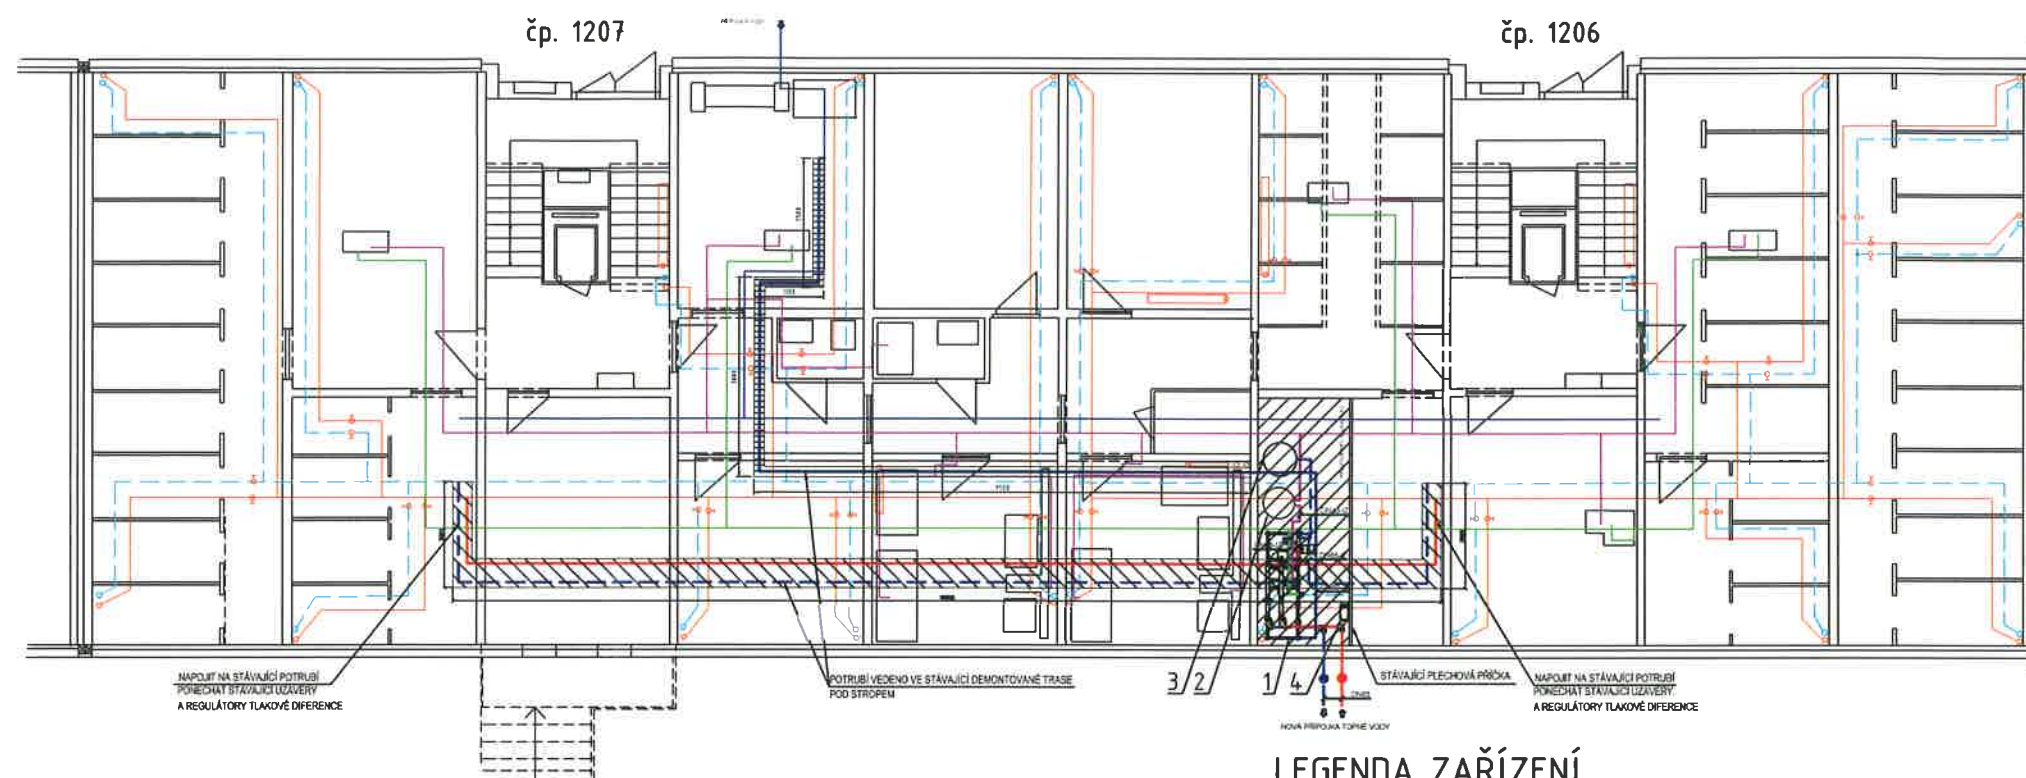 čp. 1207
čp. 1206
NAPOJIT NA STÁVAJÍCÍ POTRUBÍ
PONECHAT STÁVAJÍCÍ UZÁVĚRY
A REGULÁTORY TLAKOVÉ DIFERENCE
POTRUBÍ VEDENO VE STÁVAJÍCÍ DEMONTOVANÉ TRASE
POD STROPEM
3 2 1 4
STÁVAJÍCÍ PLECHOVÁ PŘÍČKA
NAPOJIT NA STÁVAJÍCÍ POTRUBÍ
PONECHAT STÁVAJÍCÍ UZÁVĚRY
A REGULÁTORY TLAKOVÉ DIFERENCE
NOVÁ PŘÍPOJKA TOPNÉ VODY
LEGENDA ZAŘÍZENÍ